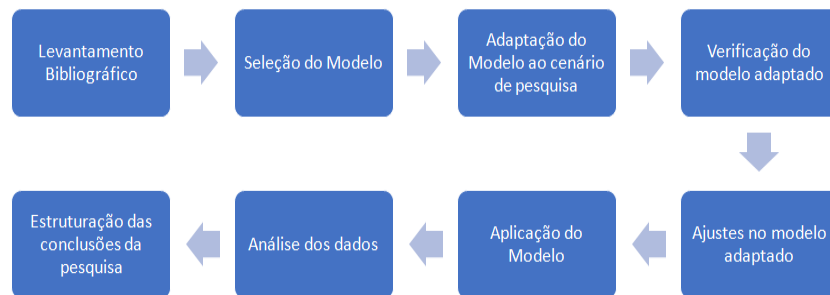 Levantamento
Bibliográfico
Seleção do Modelo
Adaptação do
Modelo ao cenário
de pesquisa
Verificação do
modelo adaptado
Ajustes no modelo
adaptado
Aplicação do
Modelo
Análise dos dados
Estruturação das
conclusões da
pesquisa